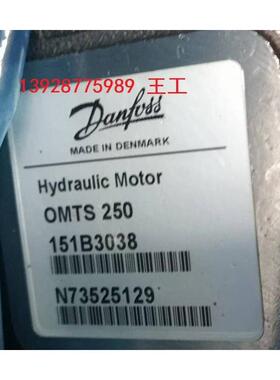 13928775989 王工
Danfoss
MADE IN DENMARK
Hydraulic Motor
OMTS 250
151B3038
N73525129